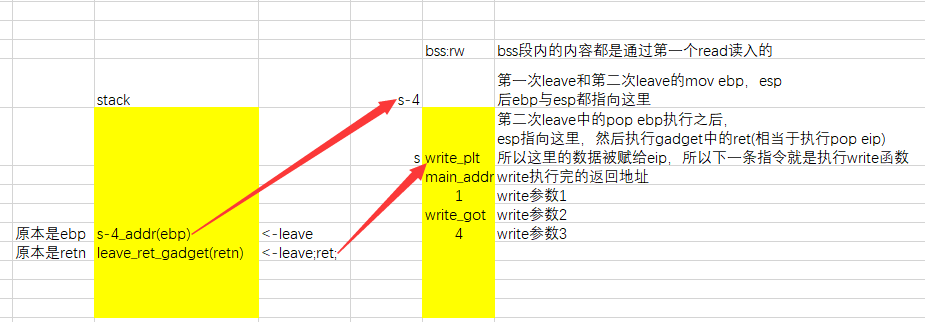 bss:rw bss段内的内容都是通过第一个read读入的
第一次leave和第二次leave的mov ebp，esp
stack s-4 后ebp与esp都指向这里
第二次leave中的pop ebp执行之后，
esp指向这里，然后执行gadget中的ret(相当于执行pop eip)
s write_plt 所以这里的数据被赋给eip，所以下一条指令就是执行write函数
main_addr write执行完的返回地址
1 write参数1
write_got write参数2
原本是ebp s-4_addr(ebp) <-leave 4 write参数3
原本是retn leave_ret_gadget(retn) <-leave;ret;